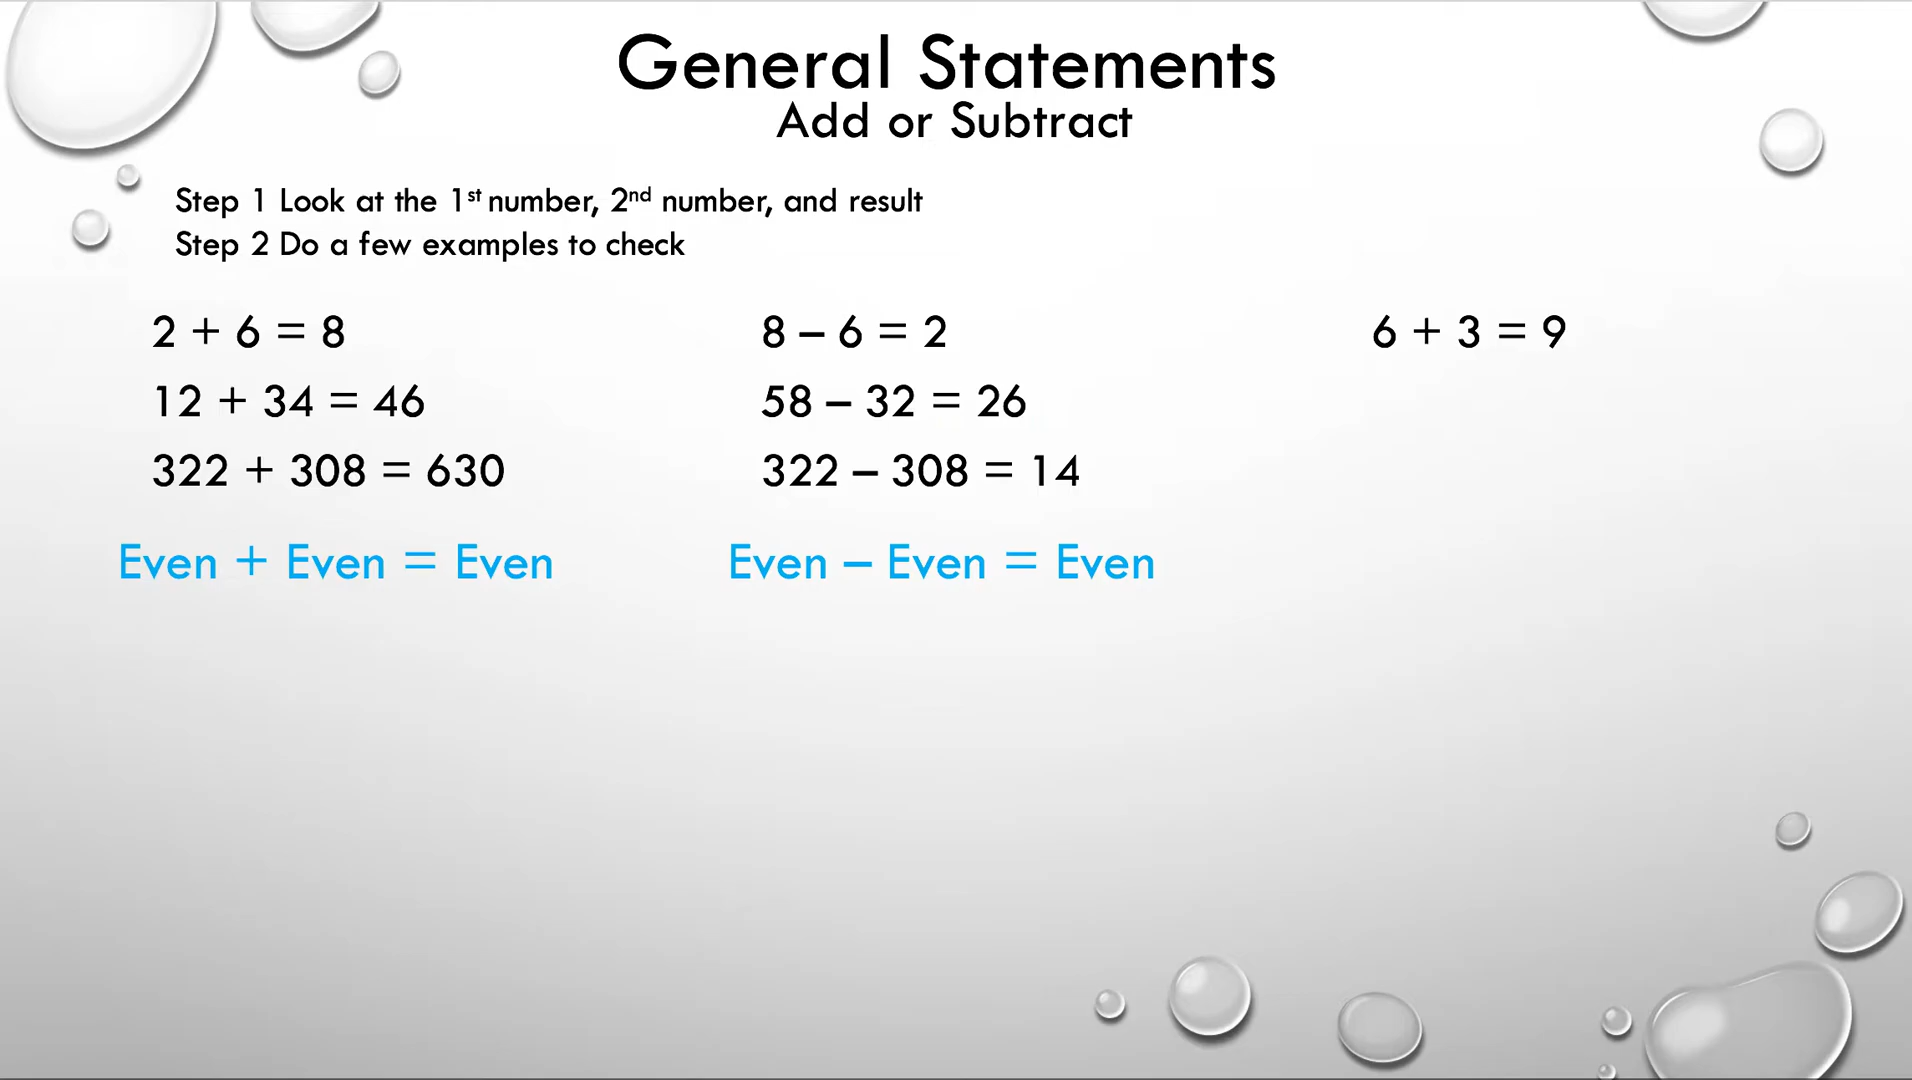 General Statements
Add or Subtract
Step 1 Look at the 1st number, 2nd number, and result
Step 2 Do a few examples to check
2 + 6 = 8
12 + 34 = 46
322 + 308 = 630
Even + Even = Even
8 – 6 = 2
58 – 32 = 26
322 – 308 = 14
Even – Even = Even
6 + 3 = 9